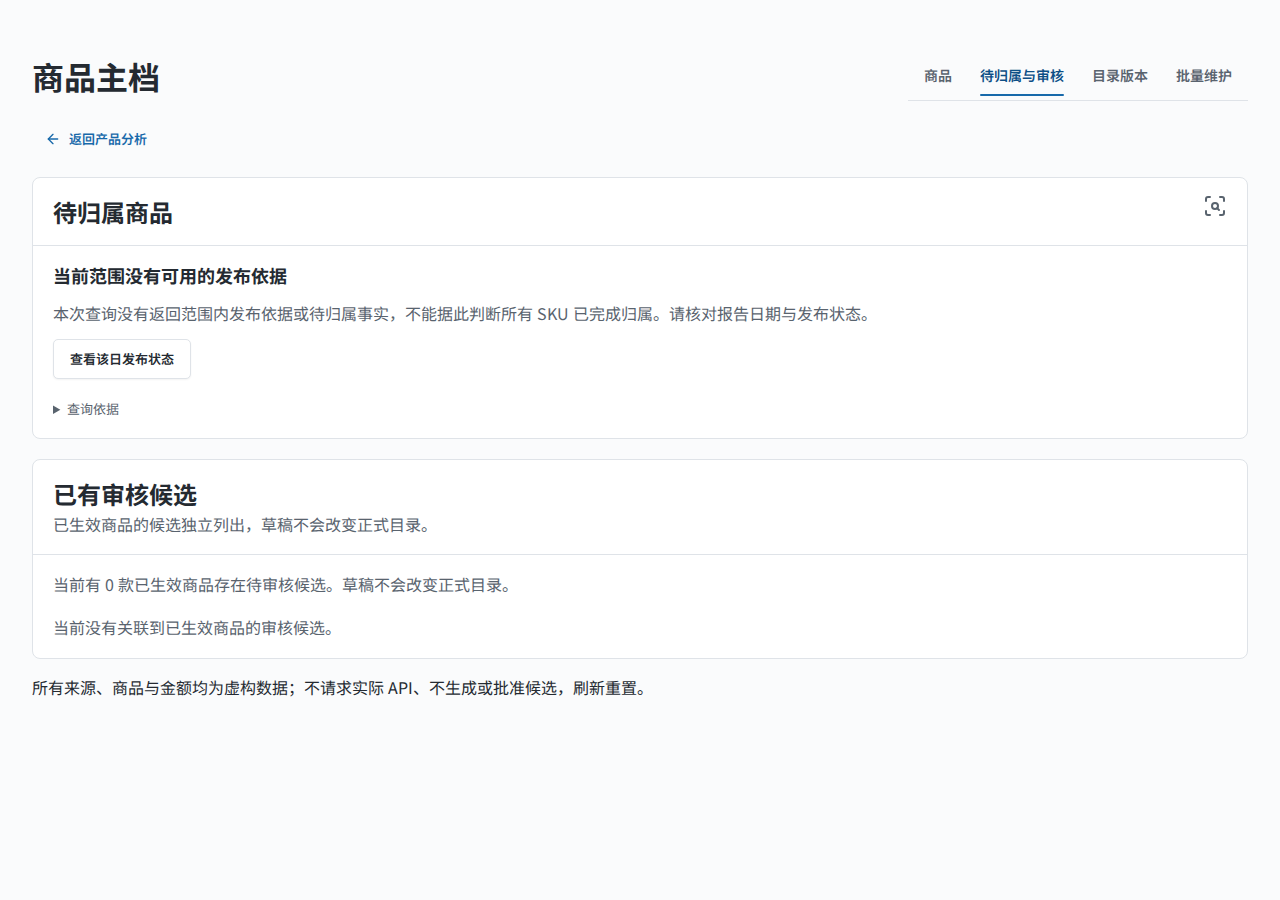 商品主档
商品
待归属与审核
目录版本
批量维护
返回产品分析
待归属商品
当前范围没有可用的发布依据
本次查询没有返回范围内发布依据或待归属事实，不能据此判断所有 SKU 已完成归属。请核对报告日期与发布状态。
查看该日发布状态
查询依据
已有审核候选
已生效商品的候选独立列出，草稿不会改变正式目录。
当前有 0 款已生效商品存在待审核候选。草稿不会改变正式目录。
当前没有关联到已生效商品的审核候选。
所有来源、商品与金额均为虚构数据；不请求实际 API、不生成或批准候选，刷新重置。